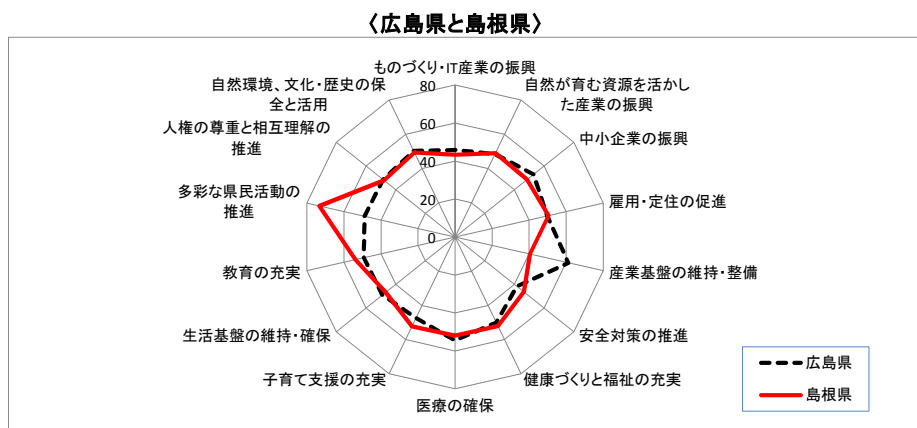 〈広島県と島根県〉
ものづくり・IT産業の振興
自然が育む資源を活かし
た産業の振興
中小企業の振興
雇用・定住の促進
産業基盤の維持・整備
安全対策の推進
健康づくりと福祉の充実
医療の確保
子育て支援の充実
生活基盤の維持・確保
教育の充実
多彩な県民活動の
推進
人権の尊重と相互理解の
推進
自然環境、文化・歴史の保
全と活用
80
60
40
20
0
広島県
島根県